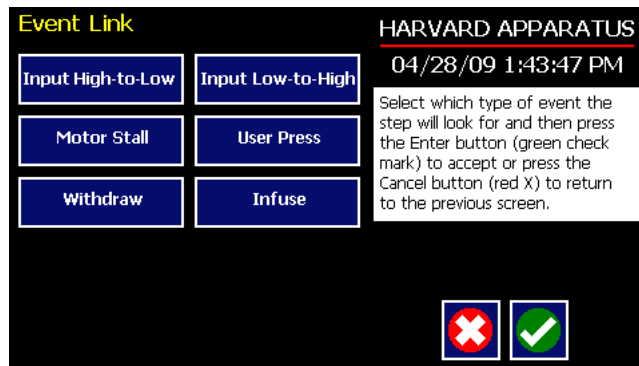 Event Link
HARVARD APPARATUS
04/28/09 1:43:47 PM
Input High-to-Low
Input Low-to-High
Motor Stall
User Press
Withdraw
Infuse
Select which type of event the
step will look for and then press
the Enter button (green check
mark) to accept or press the
Cancel button (red X) to return
to the previous screen.